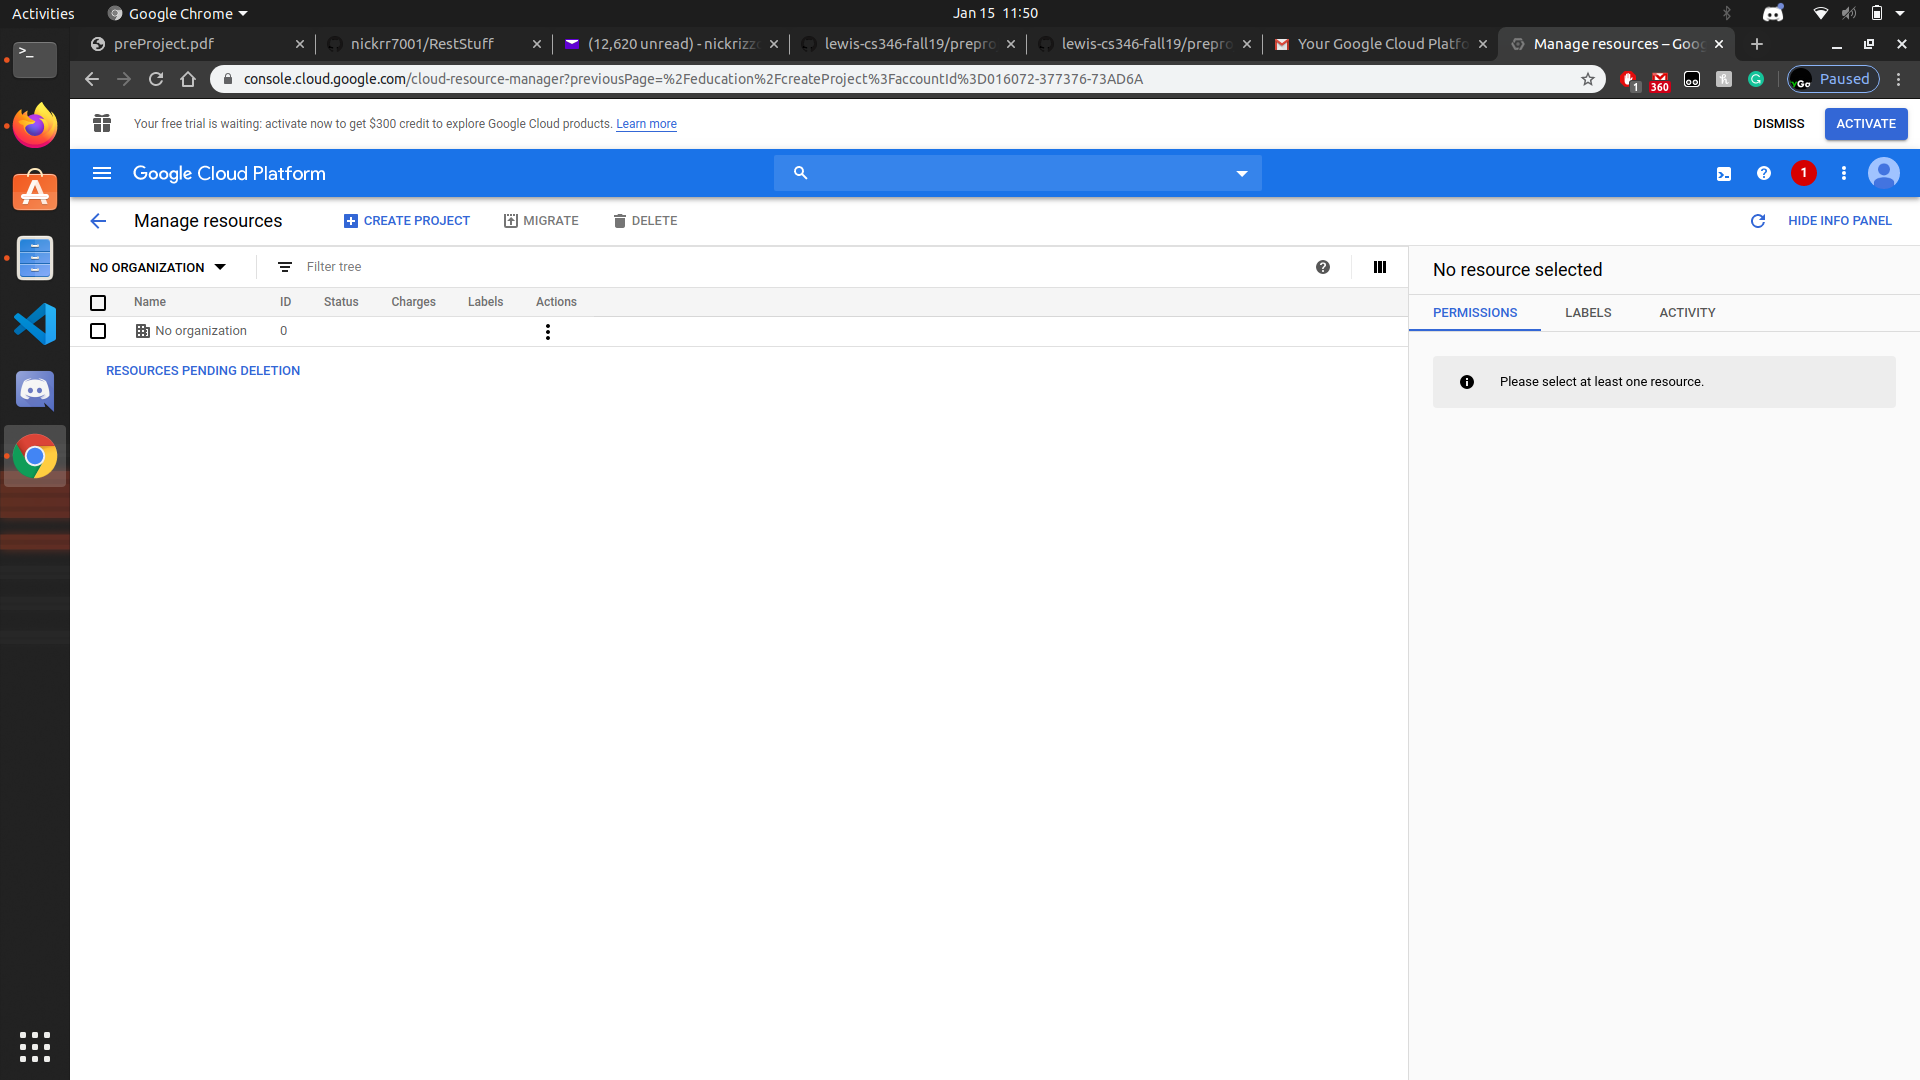 Activities
Google Chrome
Jan 15 11:50
preProject.pdf
nickrr7001/RestStuff
(12,620 unread) - nickrizz
lewis-cs346-fall19/prepro
lewis-cs346-fall19/prepro
Your Google Cloud Platfo
Manage resources – Goog
console.cloud.google.com/cloud-resource-manager?previousPage=%2Feducation%2FcreateProject%3FaccountId%3D016072-377376-73AD6A
1
360
yGo
Paused
Your free trial is waiting: activate now to get $300 credit to explore Google Cloud products. Learn more
DISMISS
ACTIVATE
Google Cloud Platform
1
Manage resources
CREATE PROJECT
MIGRATE
DELETE
HIDE INFO PANEL
NO ORGANIZATION
Filter tree
No resource selected
Name ID Status Charges Labels Actions
PERMISSIONS LABELS ACTIVITY
No organization 0
RESOURCES PENDING DELETION
Please select at least one resource.